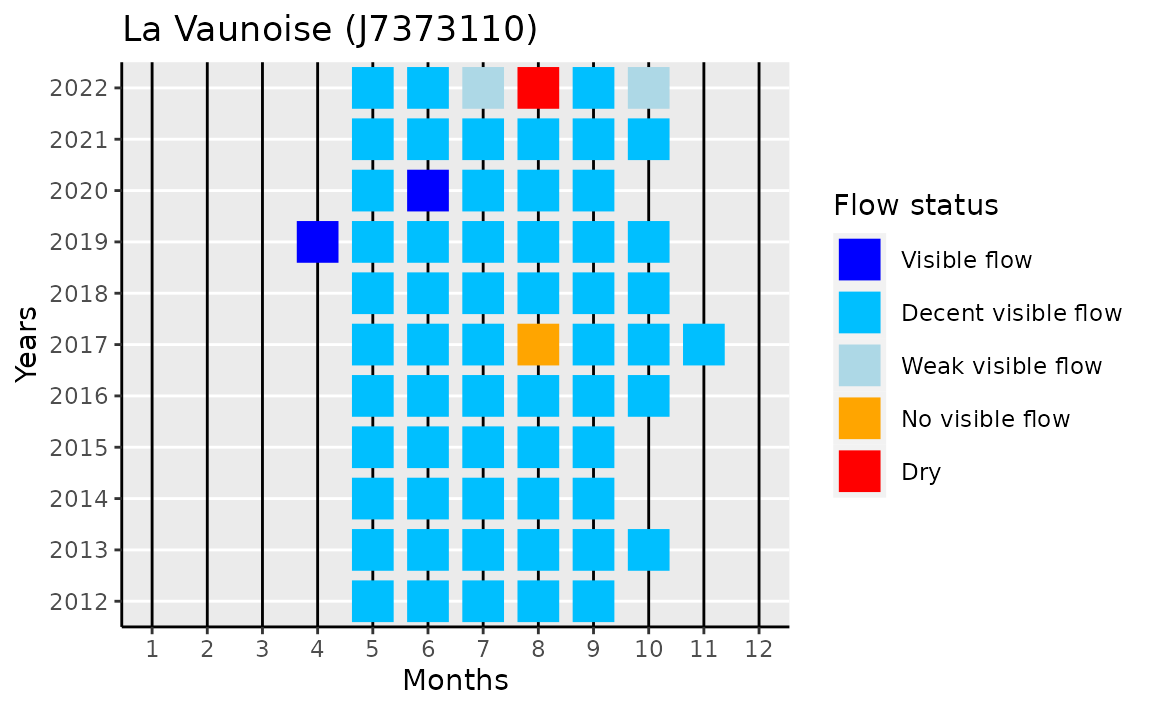 La Vaunoise (J7373110)
Years
2022
2021
2020
2019
2018
2017
2016
2015
2014
2013
2012
1 2 3 4 5 6 7 8 9 10 11 12
Months
Flow status
Visible flow
Decent visible flow
Weak visible flow
No visible flow
Dry